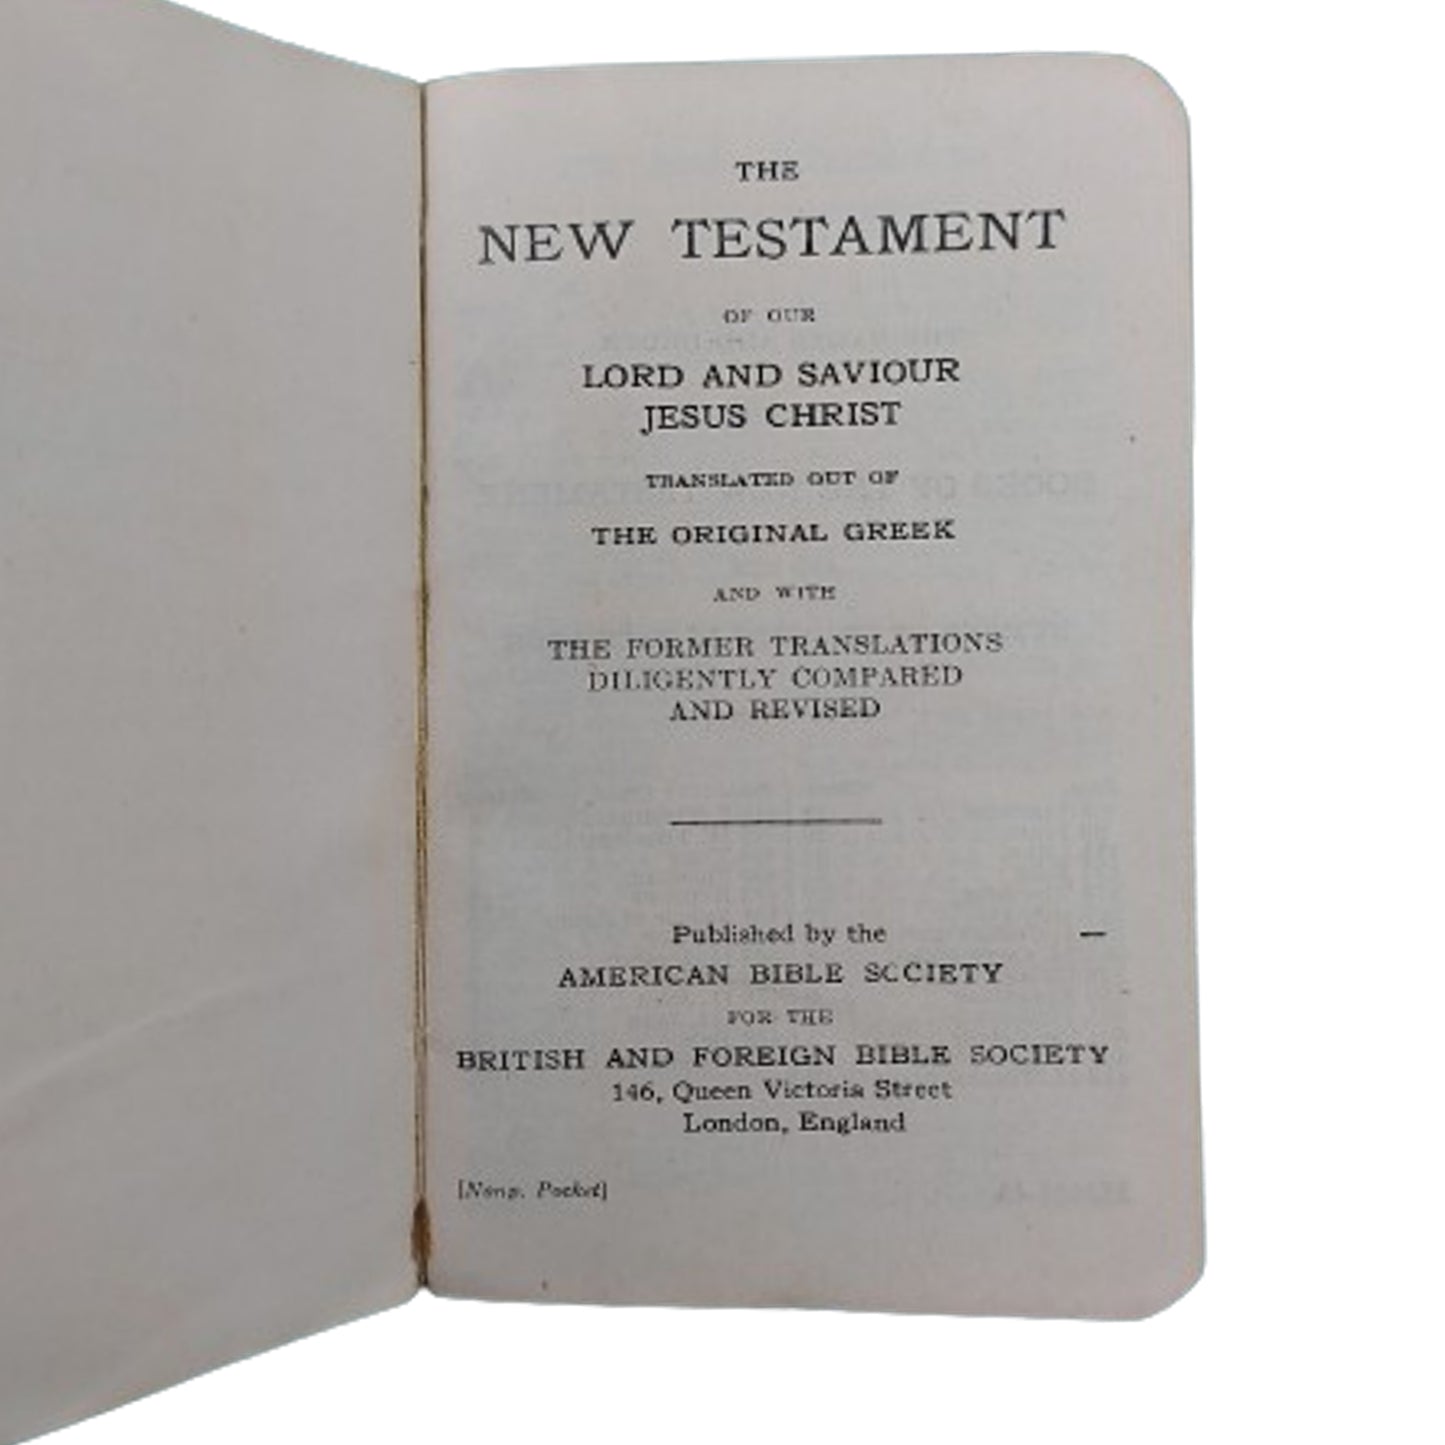 THE
NEW TESTAMENT
OF OUR
LORD AND SAVIOUR
JESUS CHRIST
TRANSLATED OUT OF
THE ORIGINAL GREEK
AND WITH
THE FORMER TRANSLATIONS
DILIGENTLY COMPARED
AND REVISED
Published by the
AMERICAN BIBLE SOCIETY
FOR THE
BRITISH AND FOREIGN BIBLE SOCIETY
146, Queen Victoria Street
London, England
[Nonp. Pocket]